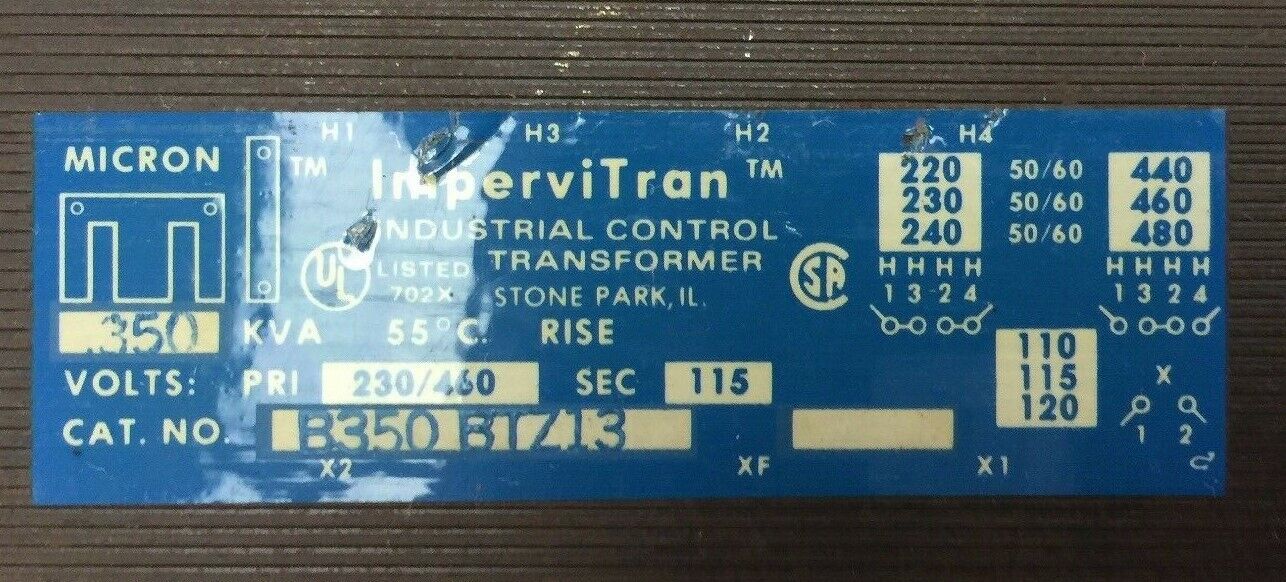 H1 H3 H2 H4
MICRON ™ ImperviTran ™
INDUSTRIAL CONTROL
TRANSFORMER
UL LISTED
702X
STONE PARK, IL.
SA
.350 KVA 55°C. RISE
VOLTS: PRI 230/460 SEC 115
CAT. NO. B350 BTZ13
X2 XF X1
220 50/60 440
230 50/60 460
240 50/60 480
H H H H H H H H
1 3 2 4 1 3 2 4
110
115
120
X
1 2